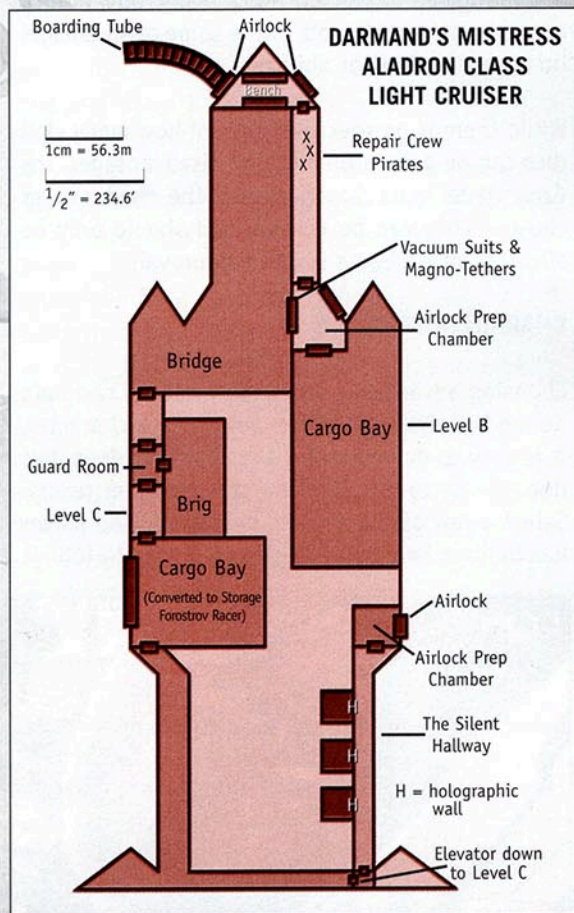 Boarding Tube
Airlock
DARMAND'S MISTRESS
ALADRON CLASS
LIGHT CRUISER
Bench
1cm = 56.3m
1/2" = 234.6'
X
X
X
Repair Crew
Pirates
Vacuum Suits &
Magno-Tethers
Airlock Prep
Chamber
Bridge
Cargo Bay
Level B
Guard Room
Brig
Level C
Cargo Bay
(Converted to Storage
Forostrov Racer)
Airlock
Airlock Prep
Chamber
H
The Silent
Hallway
H
H = holographic
wall
H
Elevator down
to Level C